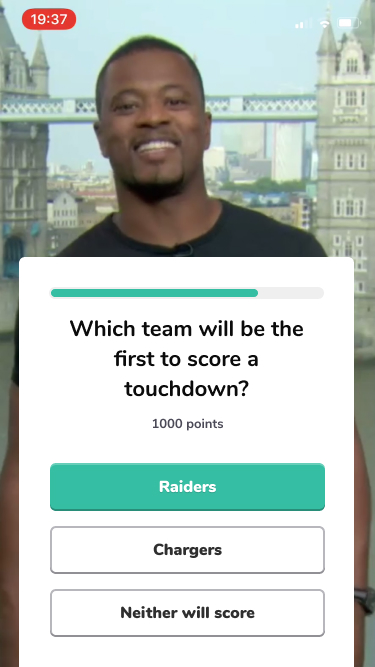 19:37
Which team will be the
first to score a
touchdown?
1000 points
Raiders
Chargers
Neither will score